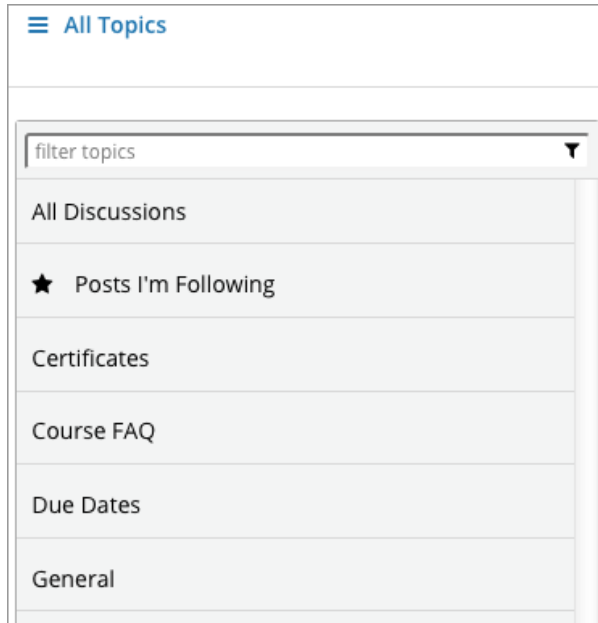 All Topics
filter topics
All Discussions
Posts I'm Following
Certificates
Course FAQ
Due Dates
General